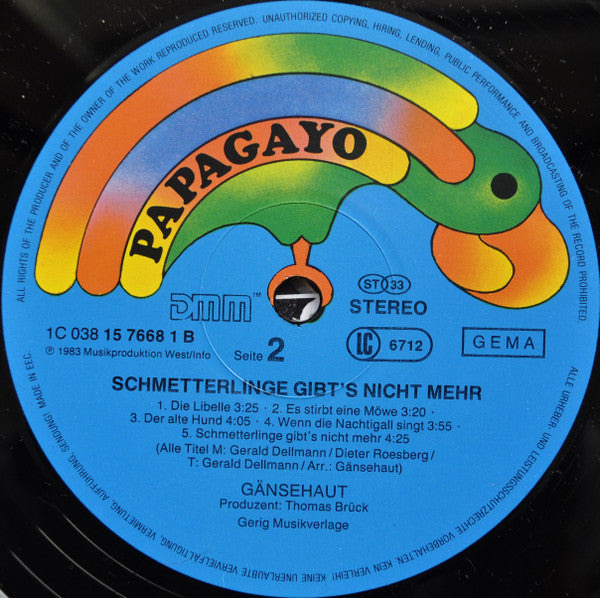 ALL RIGHTS OF THE PRODUCER AND OF THE OWNER OF THE WORK REPRODUCED RESERVED. UNAUTHORIZED COPYING, HIRING, LENDING, PUBLIC PERFORMANCE AND BROADCASTING OF THE RECORD PROHIBITED.
PAPAGAYO
DMM™
ST 33
STEREO
1C 038 15 7668 1 B
℗ 1983 Musikproduktion West/Info
Seite 2
LC 6712
GEMA
SCHMETTERLINGE GIBT'S NICHT MEHR
1. Die Libelle 3:25 · 2. Es stirbt eine Möwe 3:20 ·
3. Der alte Hund 4:05 · 4. Wenn die Nachtigall singt 3:55 ·
5. Schmetterlinge gibt's nicht mehr 4:25
(Alle Titel M: Gerald Dellmann / Dieter Roesberg/
T: Gerald Dellmann/Arr.: Gänsehaut)
GÄNSEHAUT
Produzent: Thomas Brück
Gerig Musikverlage
ALLE URHEBER- UND LEISTUNGSSCHUTZRECHTE VORBEHALTEN. KEIN VERLEIH! KEINE UNERLAUBTE VERVIELFÄLTIGUNG, VERMIETUNG, AUFFÜHRUNG, SENDUNG! MADE IN EEC.